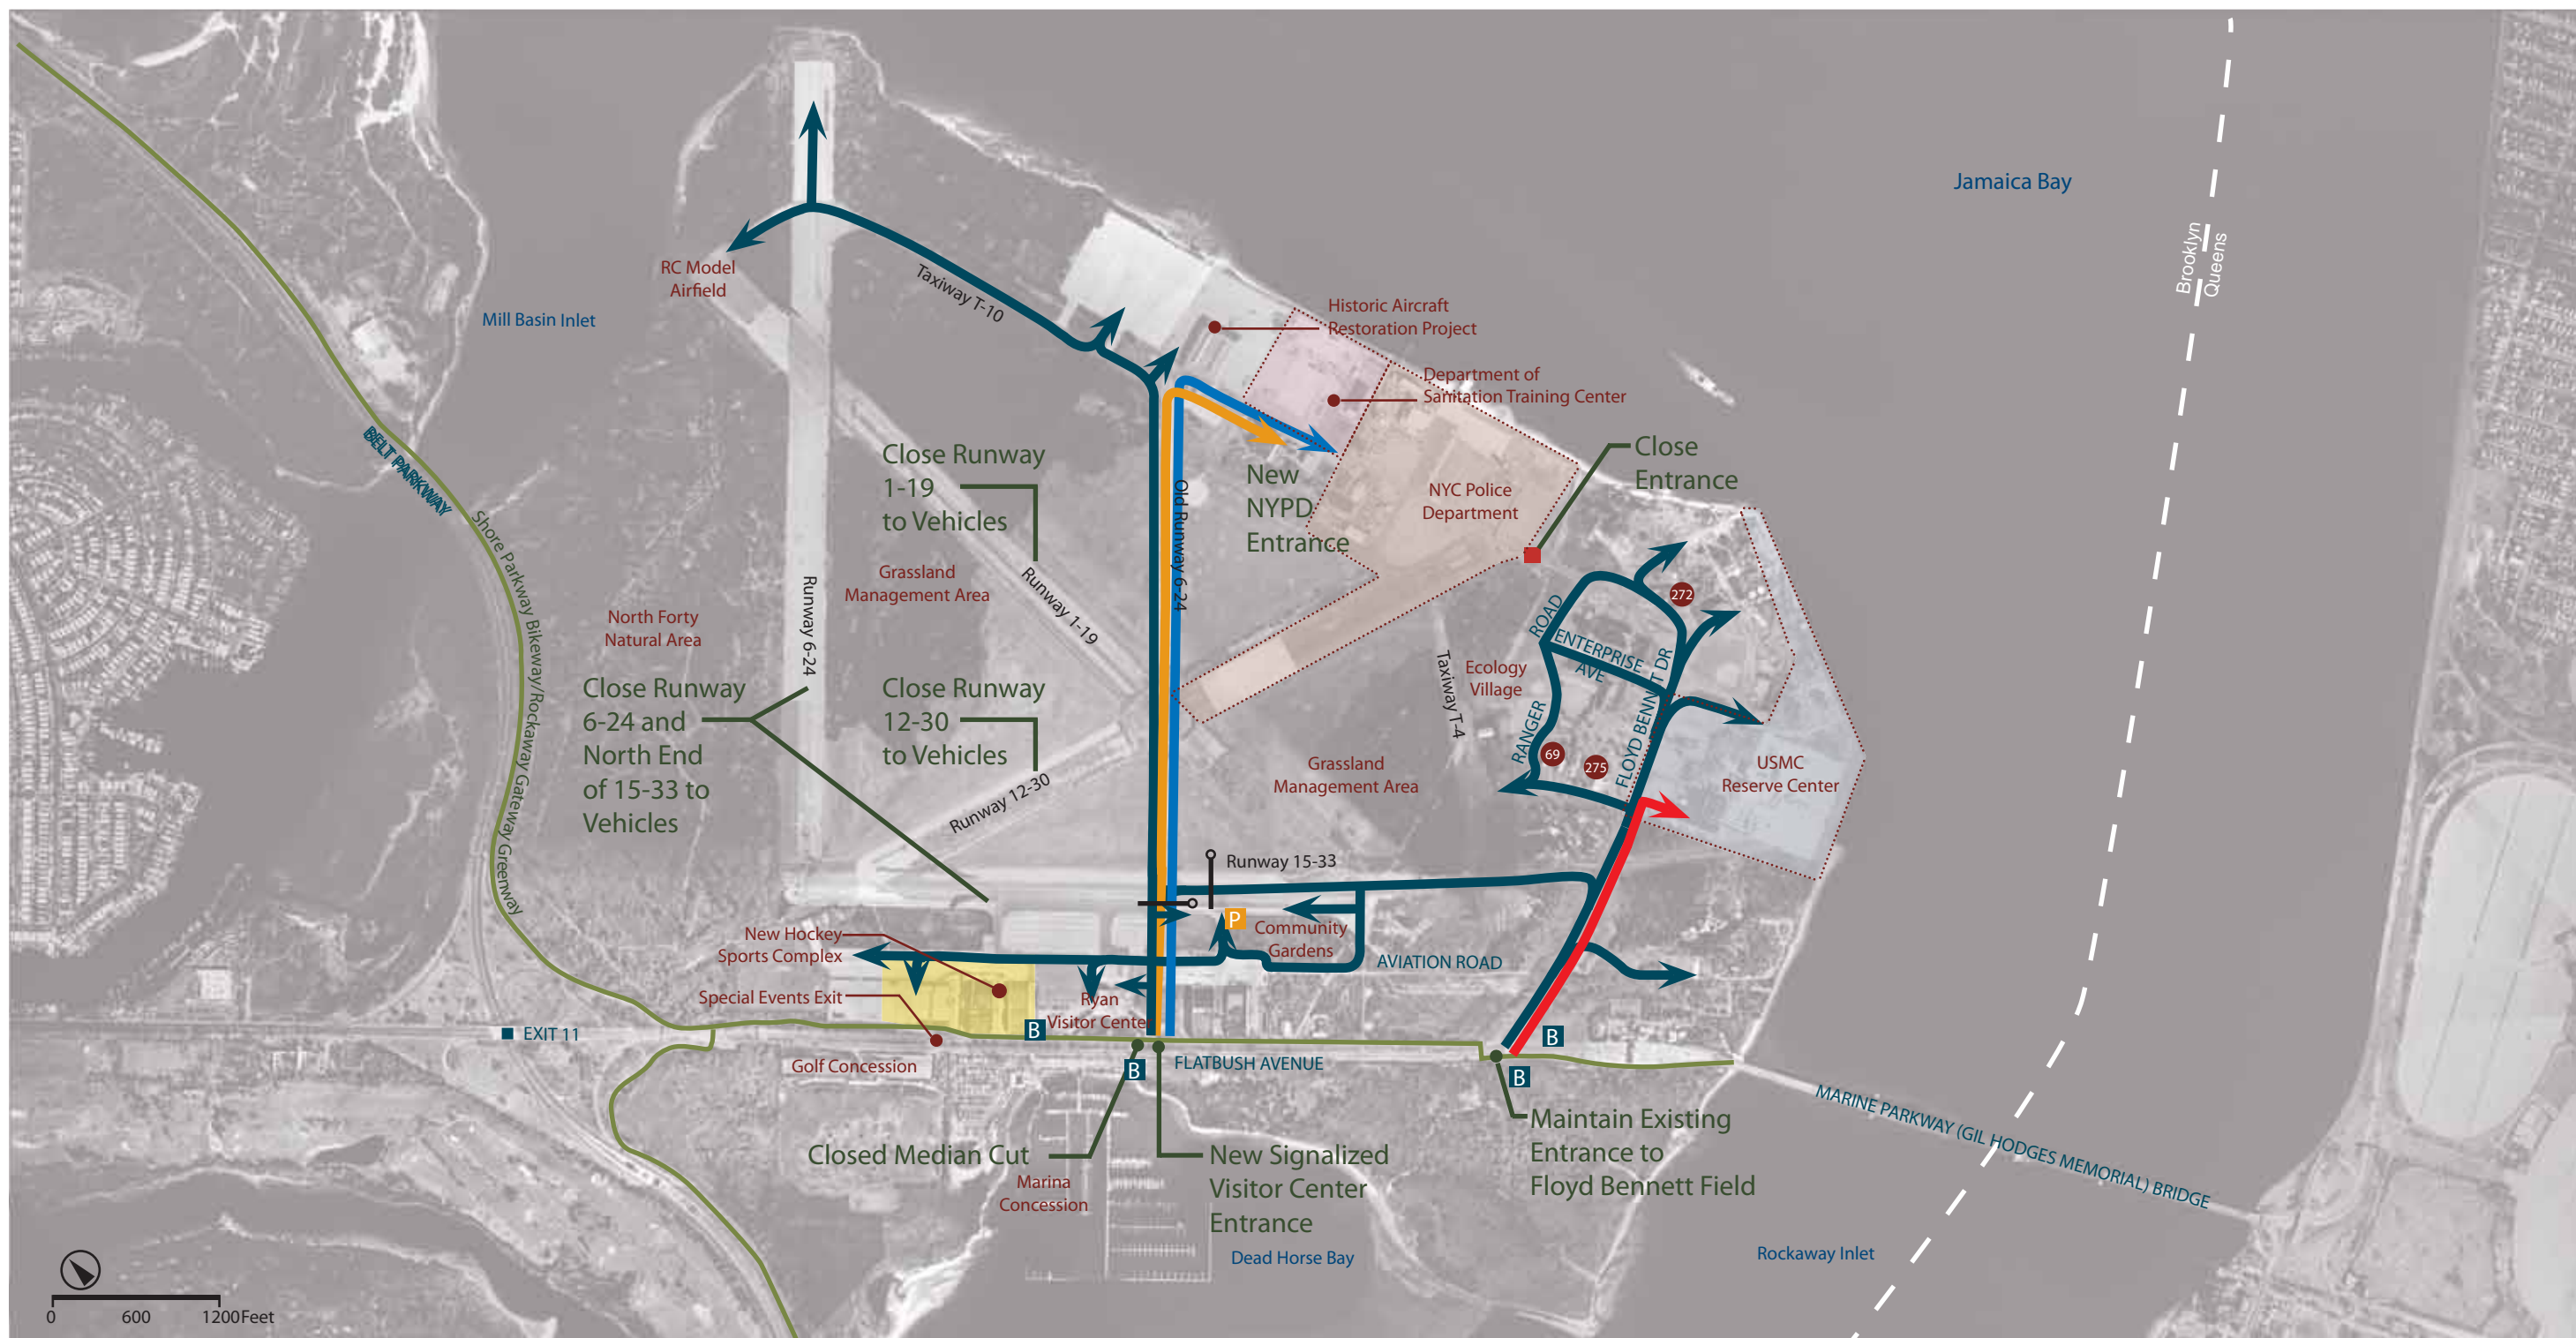 Jamaica Bay
Brooklyn
Queens
RC Model
Airfield
Taxiway T-10
Mill Basin Inlet
Historic Aircraft
Restoration Project
Department of
Sanitation Training Center
BELT PARKWAY
Shore Parkway Bikeway/Rockaway Gateway Greenway
Close Runway
1-19
to Vehicles
New
NYPD
Entrance
NYC Police
Department
Close
Entrance
Old Runway 6-24
Grassland
Management Area
Runway 1-19
Runway 6-24
North Forty
Natural Area
272
ROAD
ENTERPRISE
AVE
Ecology
Village
Taxiway T-4
RANGER
FLOYD BENNETT DR
69
275
Close Runway
6-24 and
North End
of 15-33 to
Vehicles
Close Runway
12-30
to Vehicles
Runway 12-30
Grassland
Management Area
USMC
Reserve Center
Runway 15-33
P
Community
Gardens
AVIATION ROAD
New Hockey
Sports Complex
Special Events Exit
Ryan
Visitor Center
B
EXIT 11
B
Golf Concession
B
FLATBUSH AVENUE
B
MARINE PARKWAY (GIL HODGES MEMORIAL) BRIDGE
Closed Median Cut
Marina
Concession
New Signalized
Visitor Center
Entrance
Maintain Existing
Entrance to
Floyd Bennett Field
Dead Horse Bay
Rockaway Inlet
0 600 1200Feet